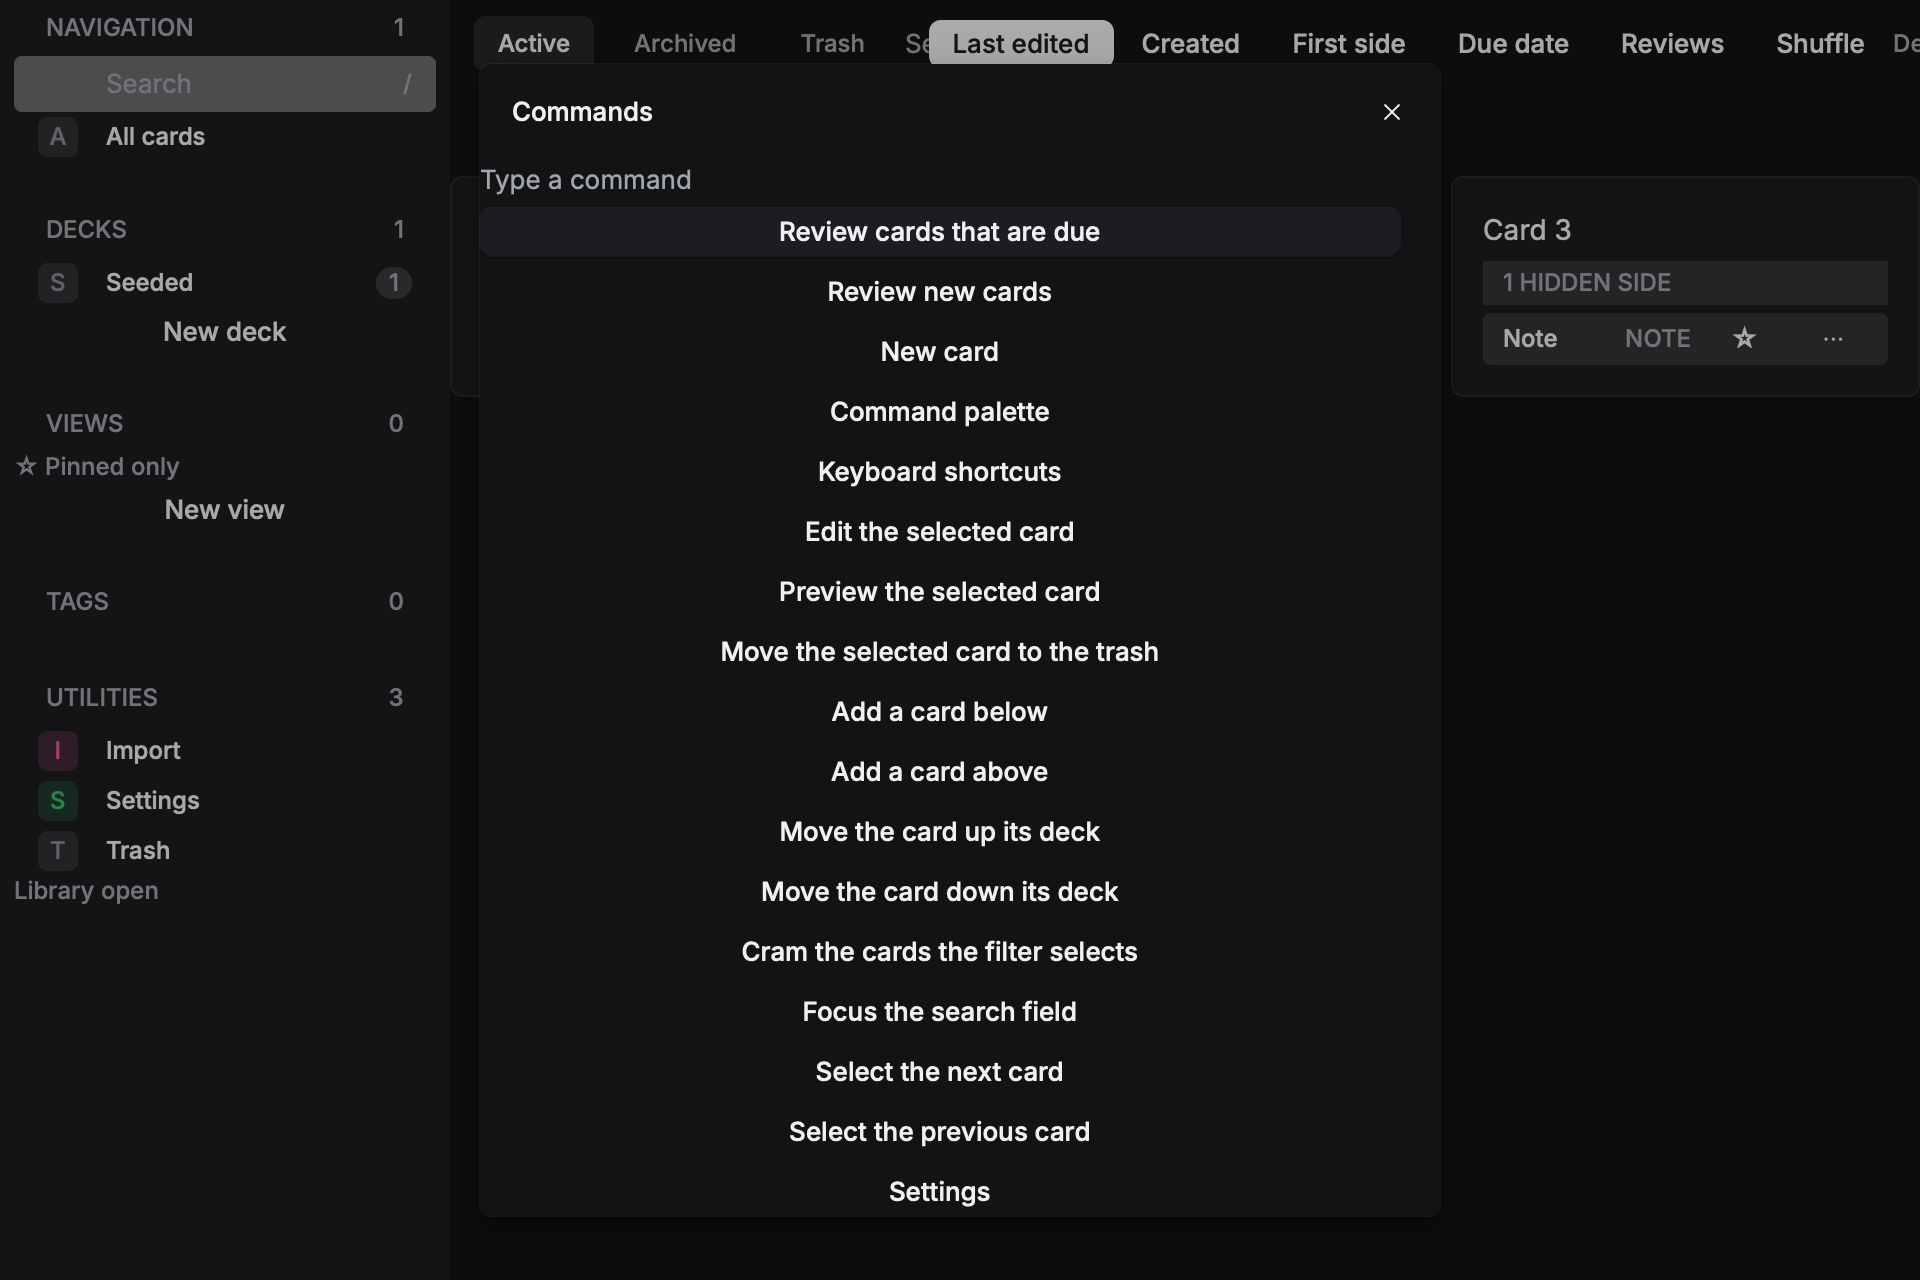 NAVIGATION 1
Search /
A All cards
DECKS 1
S Seeded 1
New deck
VIEWS 0
☆ Pinned only
New view
TAGS 0
UTILITIES 3
I Import
S Settings
T Trash
Library open
Active Archived Trash Last edited Created First side Due date Reviews Shuffle
Commands
Type a command
Review cards that are due
Review new cards
New card
Command palette
Keyboard shortcuts
Edit the selected card
Preview the selected card
Move the selected card to the trash
Add a card below
Add a card above
Move the card up its deck
Move the card down its deck
Cram the cards the filter selects
Focus the search field
Select the next card
Select the previous card
Settings
Card 3
1 HIDDEN SIDE
Note NOTE ☆ ...